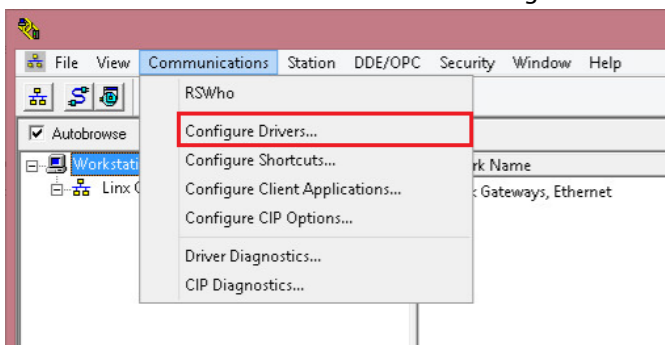 File View Communications Station DDE/OPC Security Window Help
RSWho
Autobrowse
Configure Drivers...
Workstati
Configure Shortcuts...
rk Name
Linx
Configure Client Applications...
Gateways, Ethernet
Configure CIP Options...
Driver Diagnostics...
CIP Diagnostics...